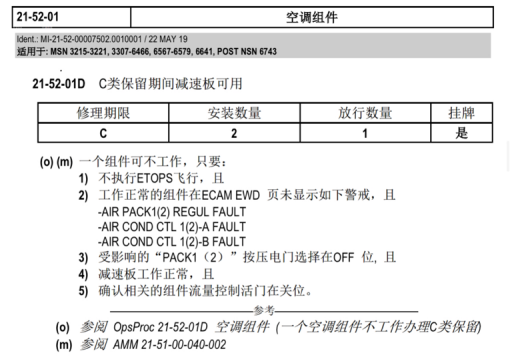 21-52-01 空调组件
Ident.: MI-21-52-00007502.0010001 / 22 MAY 19
适用于: MSN 3215-3221, 3307-6466, 6567-6579, 6641, POST NSN 6743
21-52-01D C类保留期间减速板可用
修理期限 安装数量 放行数量 挂牌
C 2 1 是
(o) (m) 一个组件可不工作，只要：
1) 不执行ETOPS飞行，且
2) 工作正常的组件在ECAM EWD 页未显示如下警戒，且
-AIR PACK1(2) REGUL FAULT
-AIR COND CTL 1(2)-A FAULT
-AIR COND CTL 1(2)-B FAULT
3) 受影响的“PACK1（2）”按压电门选择在OFF 位, 且
4) 减速板工作正常，且
5) 确认相关的组件流量控制活门在关位。
参考
(o) 参阅 OpsProc 21-52-01D 空调组件 (一个空调组件不工作办理C类保留)
(m) 参阅 AMM 21-51-00-040-002